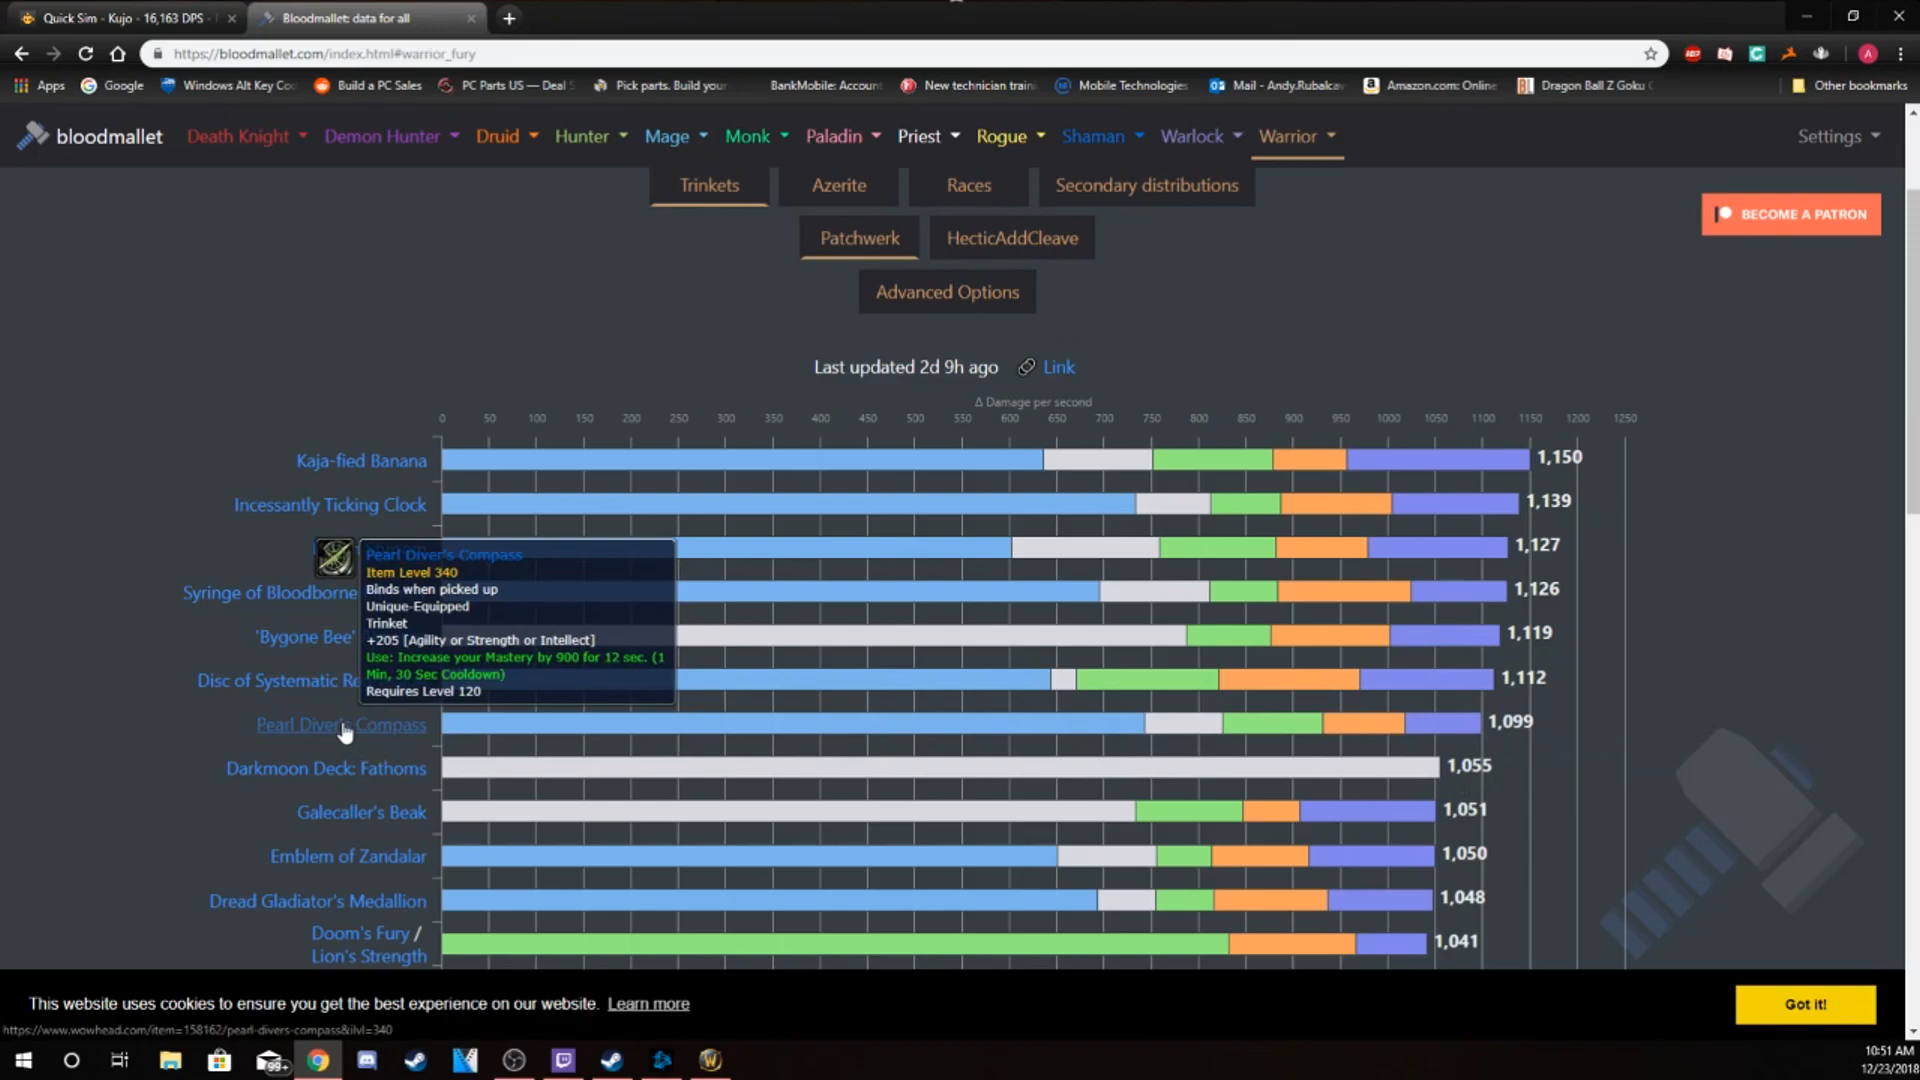 Quick Sim - Kujo - 16,163 DPS -
Bloodmallet: data for all
https://bloodmallet.com/index.html#warrior_fury
Apps
Google
Windows Alt Key Co
Build a PC Sales
PC Parts US — Deal
Pick parts. Build your
BankMobile: Account
New technician train
Mobile Technologies
Mail - Andy.Rubalca
Amazon.com: Online
Dragon Ball Z Goku
Other bookmarks
bloodmallet
Death Knight
Demon Hunter
Druid
Hunter
Mage
Monk
Paladin
Priest
Rogue
Shaman
Warlock
Warrior
Settings
Trinkets
Azerite
Races
Secondary distributions
Patchwerk
HecticAddCleave
BECOME A PATRON
Advanced Options
Last updated 2d 9h ago
Link
Δ Damage per second
0 50 100 150 200 250 300 350 400 450 500 550 600 650 700 750 800 850 900 950 1000 1050 1100 1150 1200 1250
Kaja-fied Banana
1,150
Incessantly Ticking Clock
1,139
1,127
Syringe of Bloodborne
1,126
'Bygone Bee'
1,119
Disc of Systematic Re
1,112
Pearl Diver's Compass
Item Level 340
Binds when picked up
Unique-Equipped
Trinket
+205 [Agility or Strength or Intellect]
Use: Increase your Mastery by 900 for 12 sec. (1
Min, 30 Sec Cooldown)
Requires Level 120
Pearl Diver's Compass
1,099
Darkmoon Deck: Fathoms
1,055
Galecaller's Beak
1,051
Emblem of Zandalar
1,050
Dread Gladiator's Medallion
1,048
Doom's Fury /
Lion's Strength
1,041
This website uses cookies to ensure you get the best experience on our website. Learn more
Got it!
https://www.wowhead.com/item=158162/pearl-divers-compass&ilvl=340
99+
10:51 AM
12/23/2018